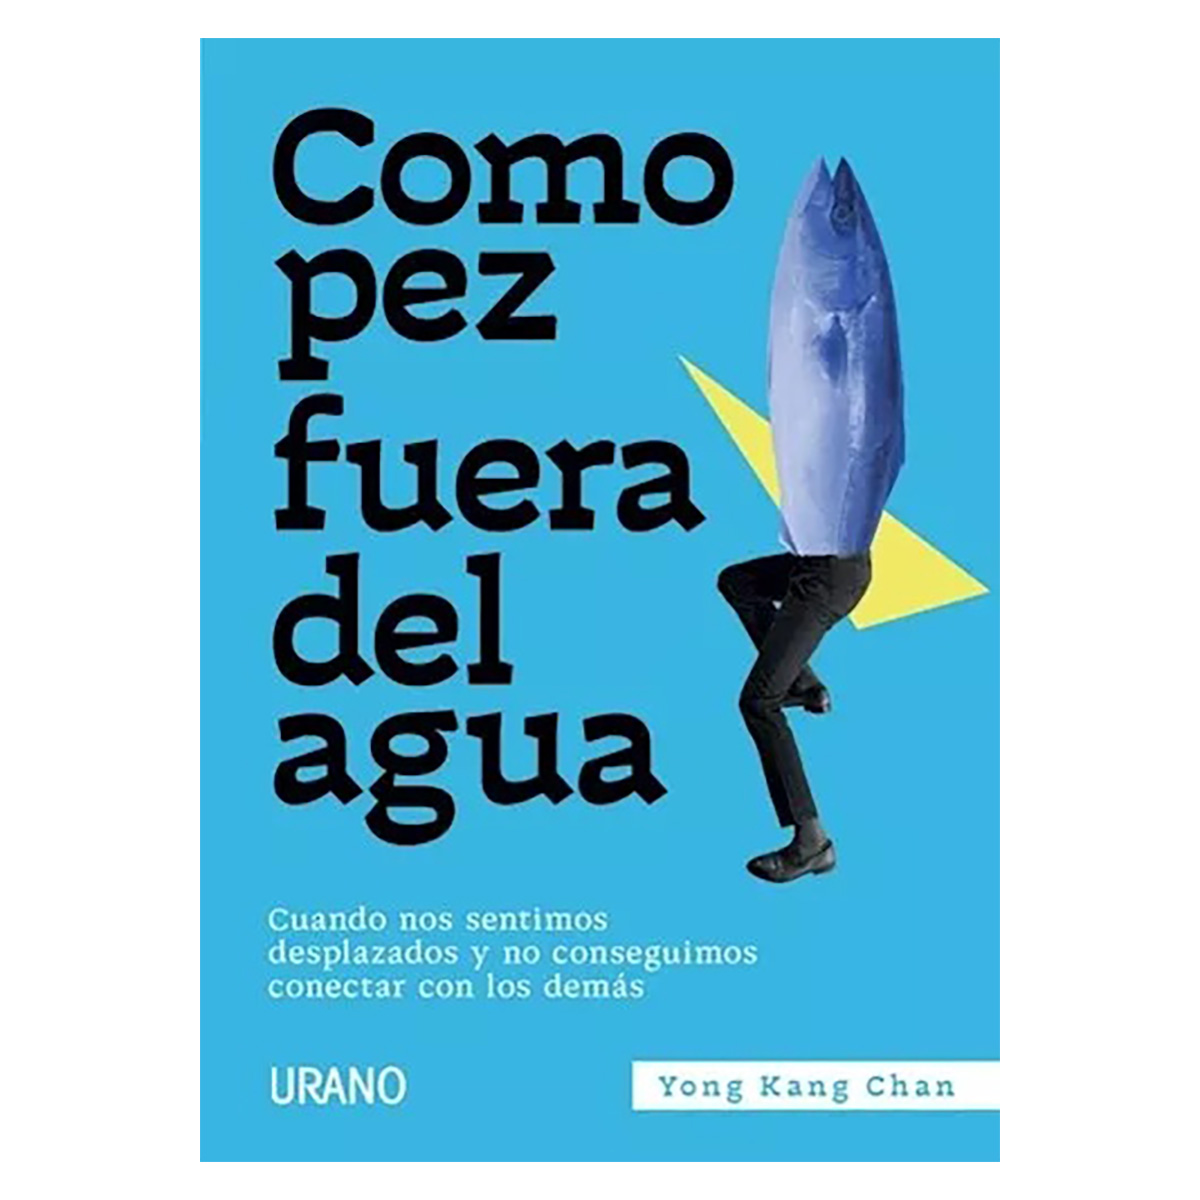 Como
pez
fuera
del
agua
Cuando nos sentimos
desplazados y no conseguimos
conectar con los demás
URANO
Yong Kang Chan